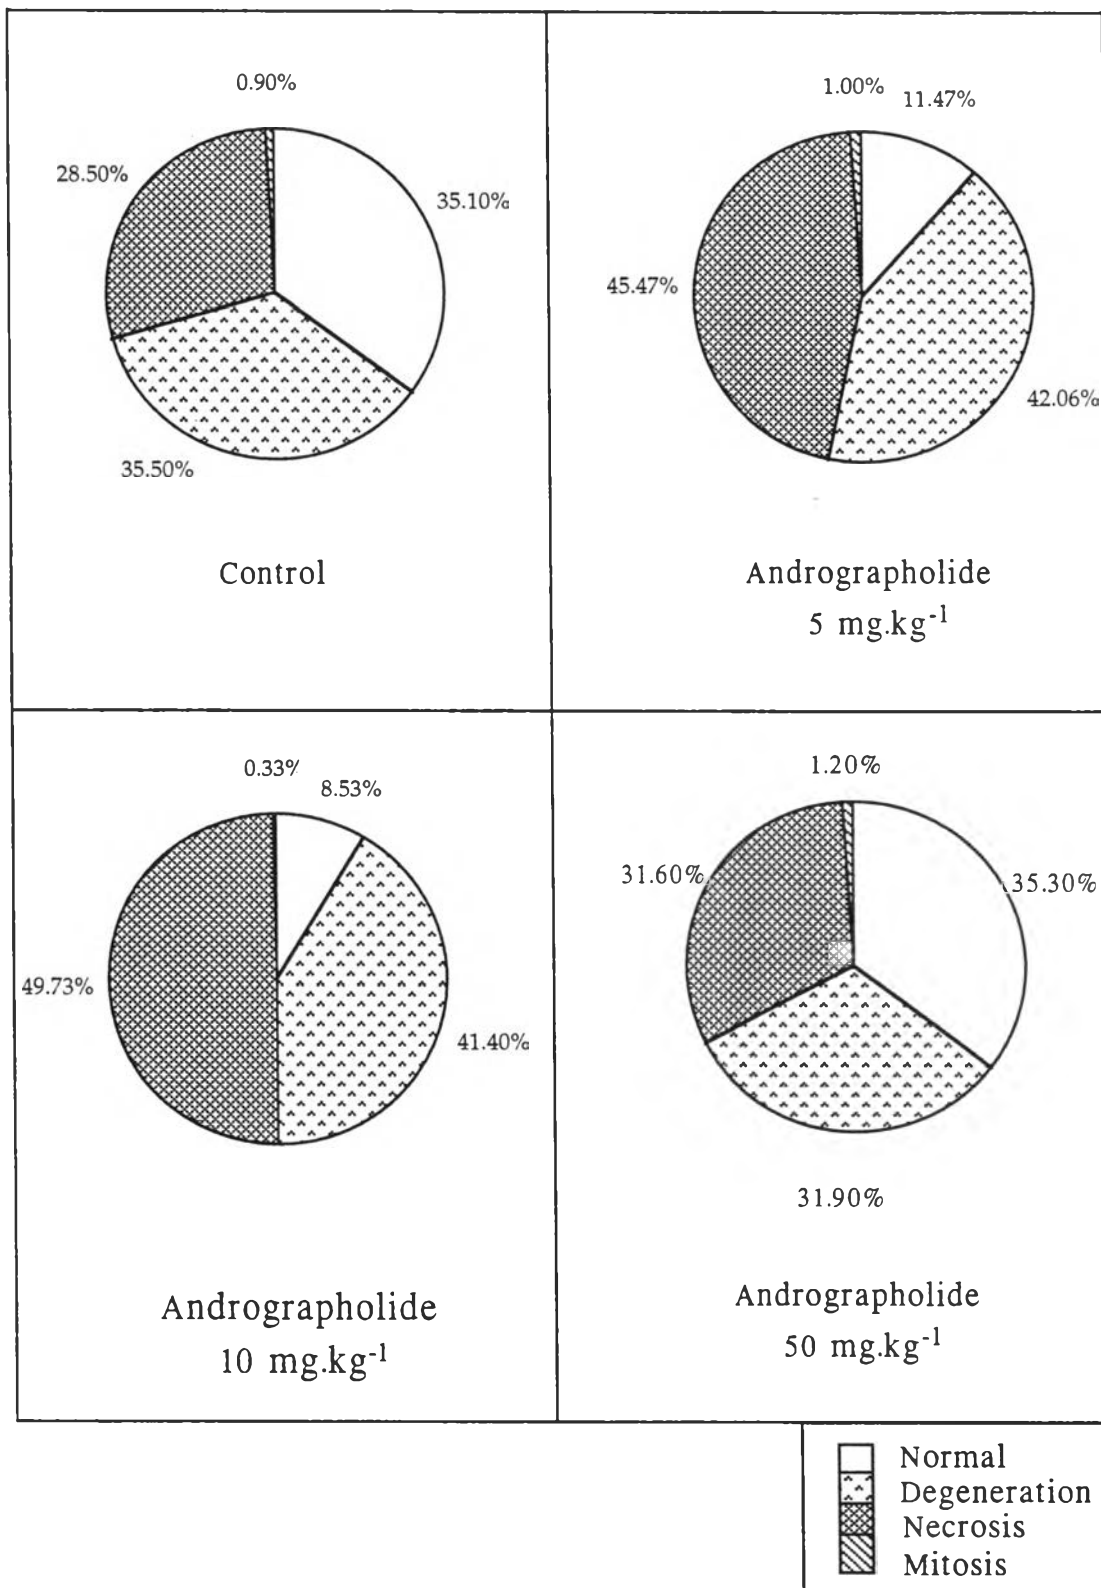 0.90%
28.50%
35.10%
35.50%
Control
1.00%
11.47%
45.47%
42.06%
Andrographolide
5 mg.kg⁻¹
0.33%
8.53%
49.73%
41.40%
Andrographolide
10 mg.kg⁻¹
1.20%
31.60%
35.30%
31.90%
Andrographolide
50 mg.kg⁻¹
Normal
Degeneration
Necrosis
Mitosis